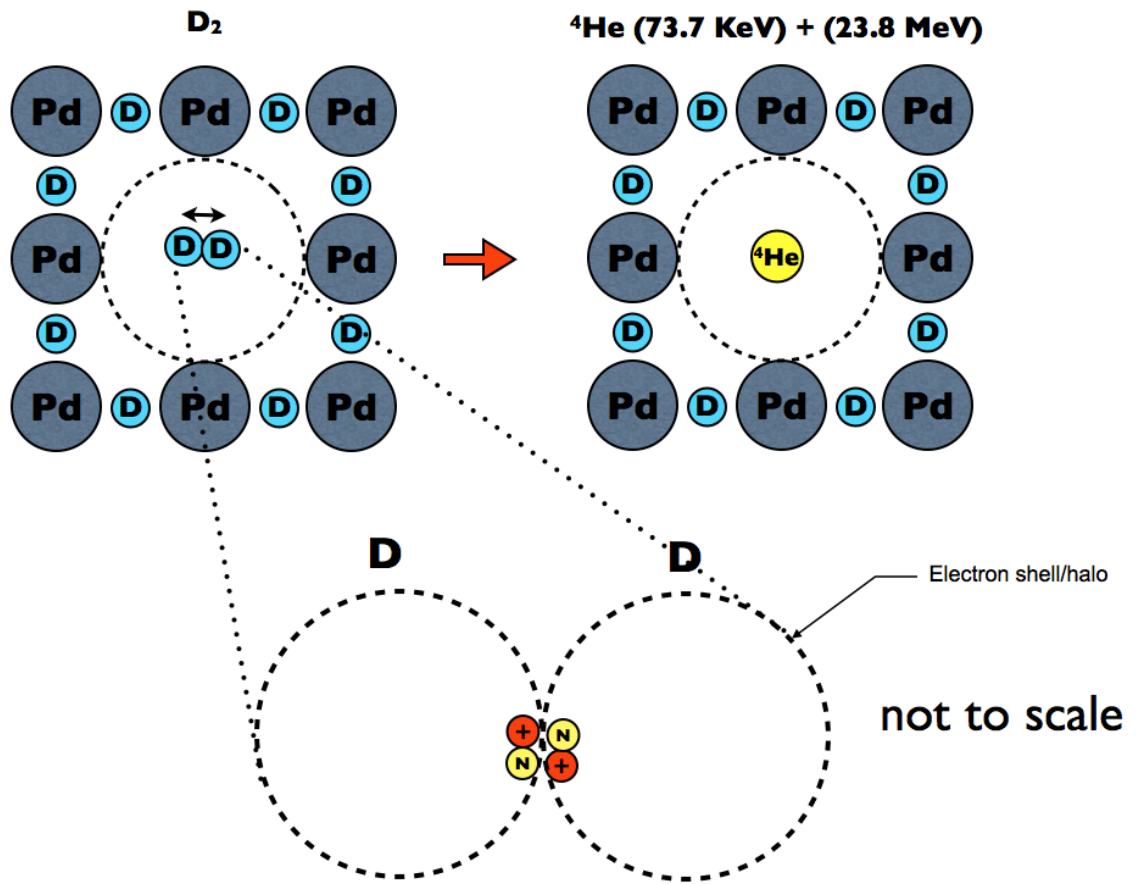 D₂
⁴He (73.7 KeV) + (23.8 MeV)
Pd D Pd D Pd
Pd D Pd D Pd
D D
D D
Pd D D Pd
Pd ⁴He Pd
D D
D D
Pd D Pd D Pd
Pd D Pd D Pd
D D
Electron shell/halo
+ N
N +
not to scale